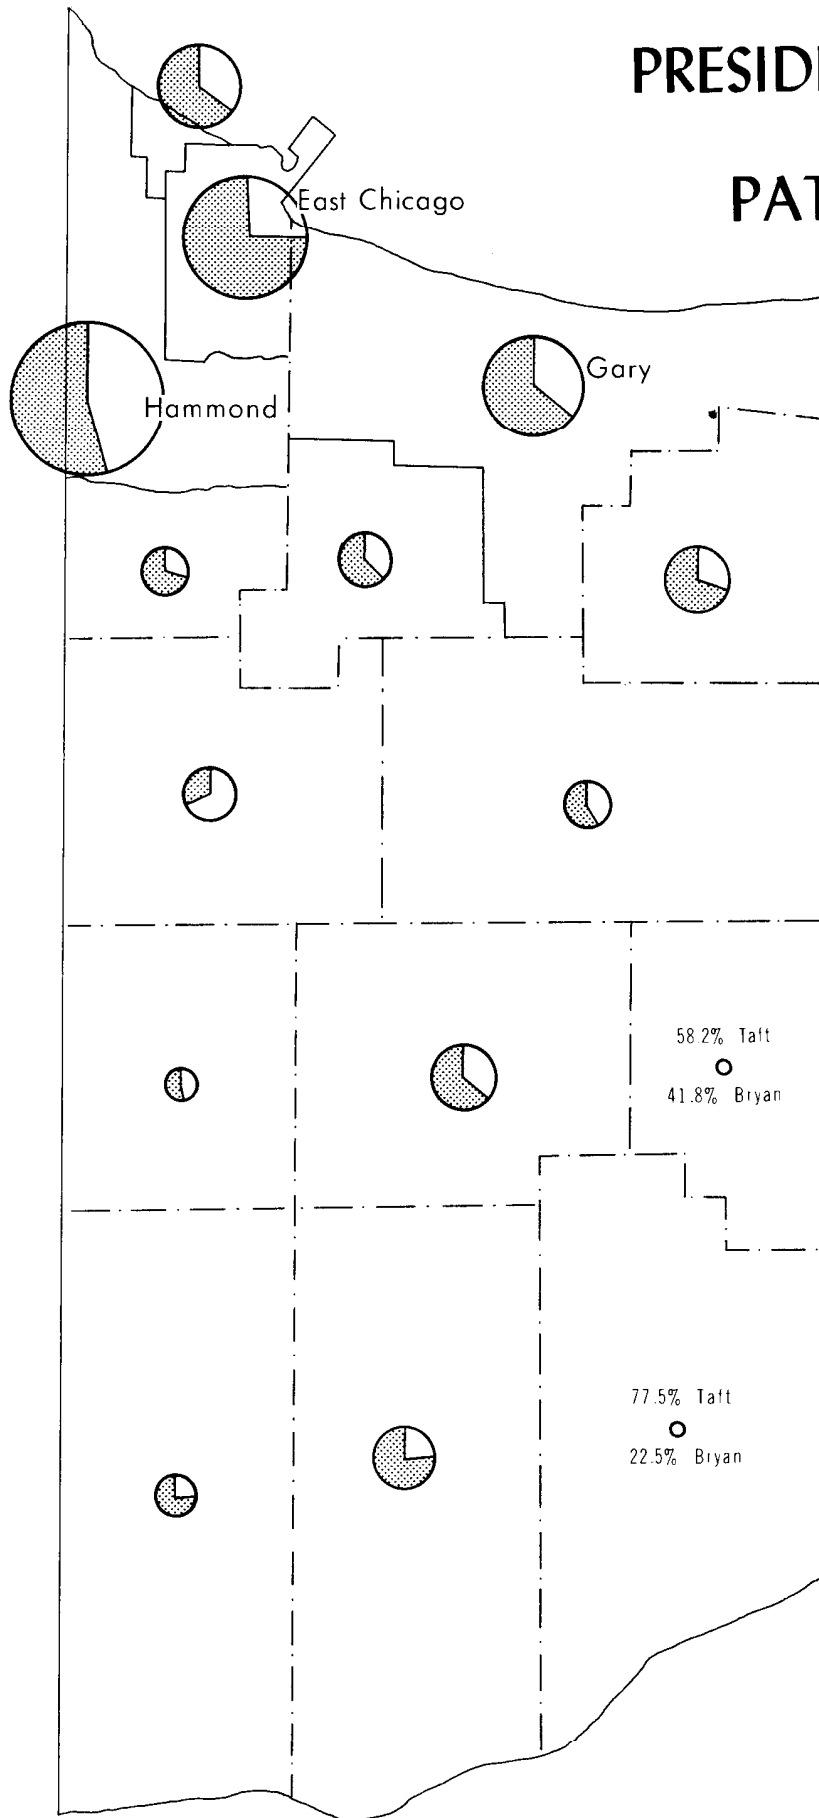 PRESID
PAT
East Chicago
Gary
Hammond
58.2% Taft
41.8% Bryan
77.5% Taft
22.5% Bryan